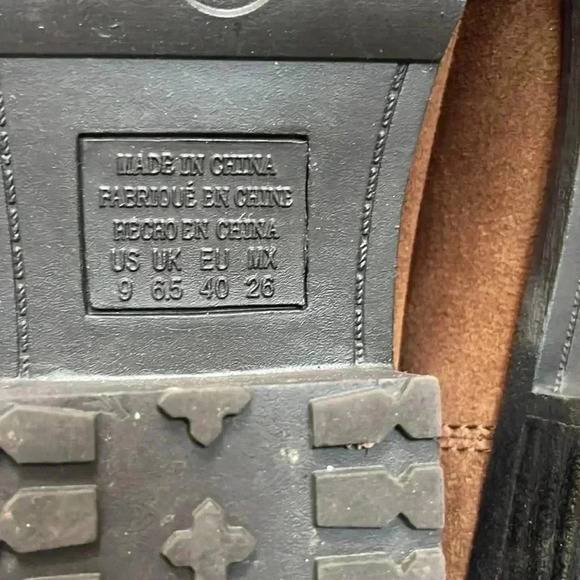 MADE IN CHINA
FABRIQUÉ EN CHINE
HECHO EN CHINA
US UK EU MX
9 6.5 40 26